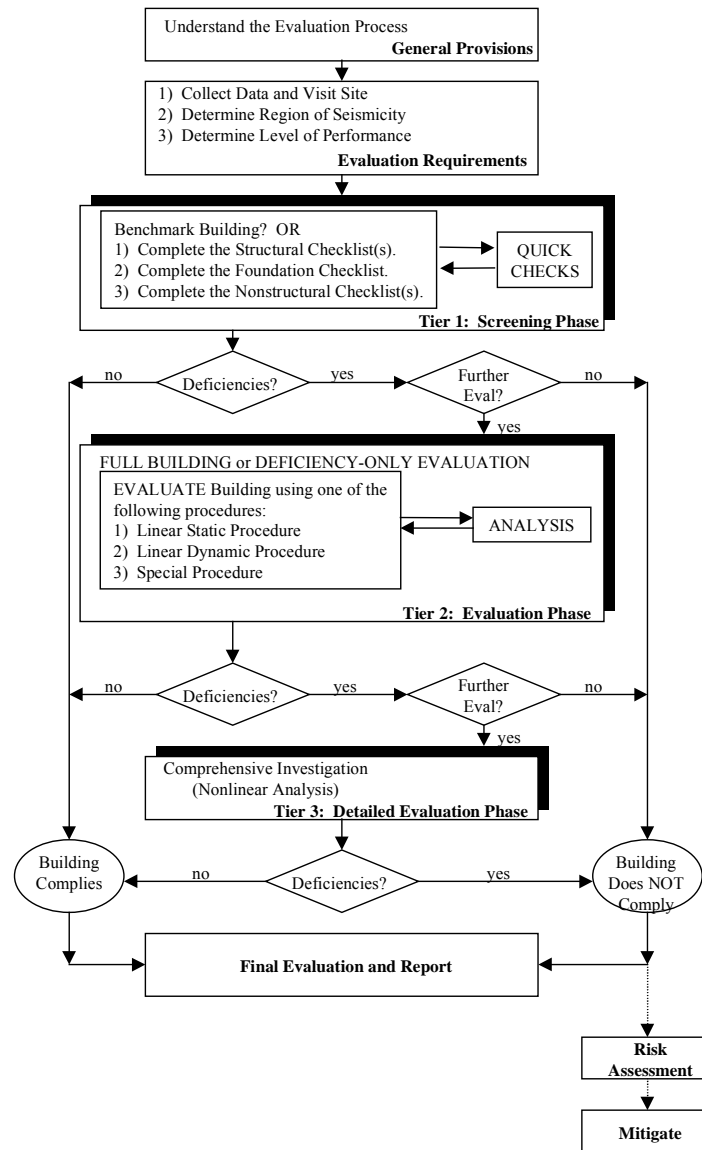 Understand the Evaluation Process
General Provisions
1) Collect Data and Visit Site
2) Determine Region of Seismicity
3) Determine Level of Performance
Evaluation Requirements
Benchmark Building? OR
1) Complete the Structural Checklist(s).
2) Complete the Foundation Checklist.
3) Complete the Nonstructural Checklist(s).
QUICK
CHECKS
Tier 1: Screening Phase
no
Deficiencies?
yes
Further
Eval?
no
yes
FULL BUILDING or DEFICIENCY-ONLY EVALUATION
EVALUATE Building using one of the
following procedures:
1) Linear Static Procedure
2) Linear Dynamic Procedure
3) Special Procedure
ANALYSIS
Tier 2: Evaluation Phase
no
Deficiencies?
yes
Further
Eval?
no
yes
Comprehensive Investigation
(Nonlinear Analysis)
Tier 3: Detailed Evaluation Phase
Building
Complies
no
Deficiencies?
yes
Building
Does NOT
Comply
Final Evaluation and Report
Risk
Assessment
Mitigate